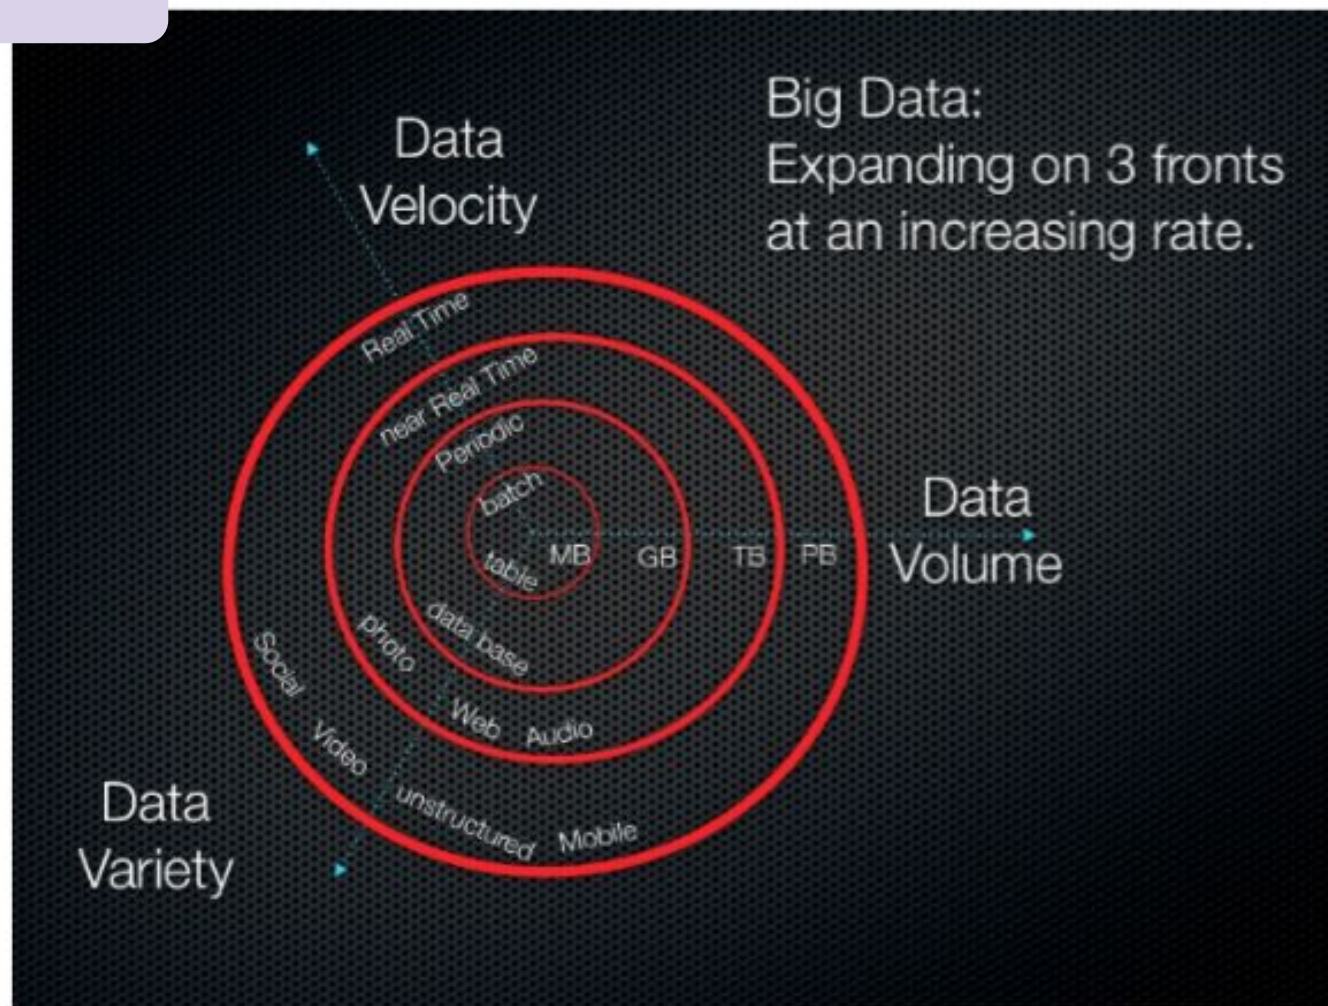 Big Data:
Expanding on 3 fronts
at an increasing rate.
Data
Velocity
Real Time
near Real Time
Periodic
batch
Data
Volume
MB GB TB PB
table
data base
photo Web Audio
Social Video unstructured Mobile
Data
Variety